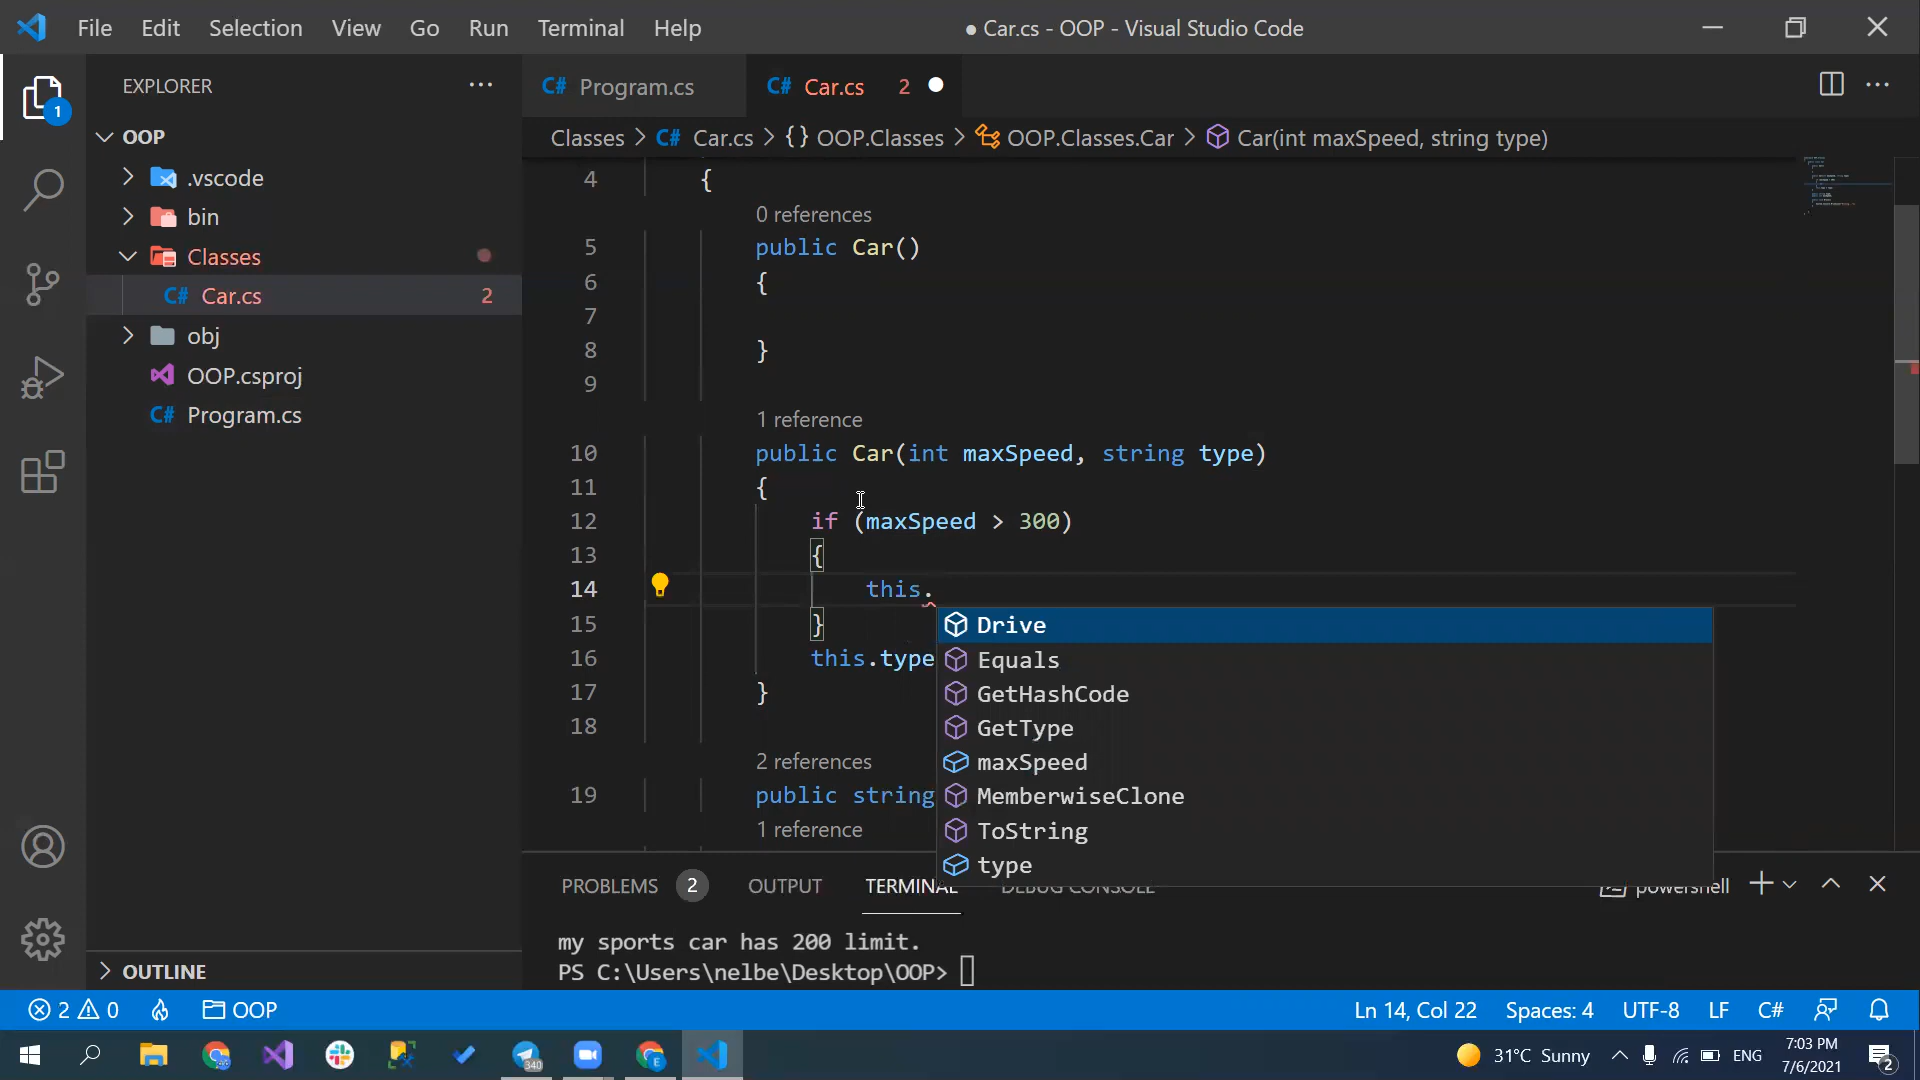 File Edit Selection View Go Run Terminal Help
● Car.cs - OOP - Visual Studio Code
EXPLORER
Program.cs
Car.cs 2
OOP
Classes > Car.cs > {} OOP.Classes > OOP.Classes.Car > Car(int maxSpeed, string type)
.vscode
bin
Classes
Car.cs 2
obj
OOP.csproj
Program.cs
1
4 {
0 references
5 public Car()
6 {
7
8 }
9
1 reference
10 public Car(int maxSpeed, string type)
11 {
12 if (maxSpeed > 300)
13 {
14 this.
15 }
16 this.type
17 }
18
2 references
19 public string
1 reference
Drive
Equals
GetHashCode
GetType
maxSpeed
MemberwiseClone
ToString
type
PROBLEMS 2 OUTPUT TERMINAL DEBUG CONSOLE powershell
my sports car has 200 limit.
PS C:\Users\nelbe\Desktop\OOP>
OUTLINE
2 0 OOP
Ln 14, Col 22 Spaces: 4 UTF-8 LF C#
340
31°C Sunny ENG
7:03 PM
7/6/2021
2